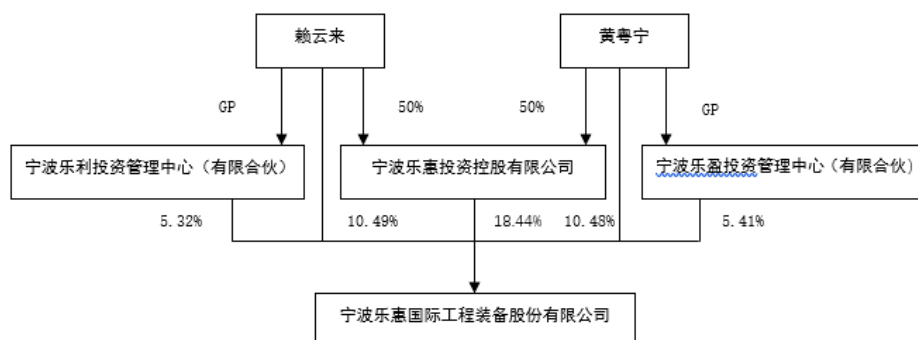 赖云来
黄粤宁
GP
50%
50%
GP
宁波乐利投资管理中心（有限合伙）
宁波乐惠投资控股有限公司
宁波乐盈投资管理中心（有限合伙）
5.32%
10.49%
18.44%
10.48%
5.41%
宁波乐惠国际工程装备股份有限公司